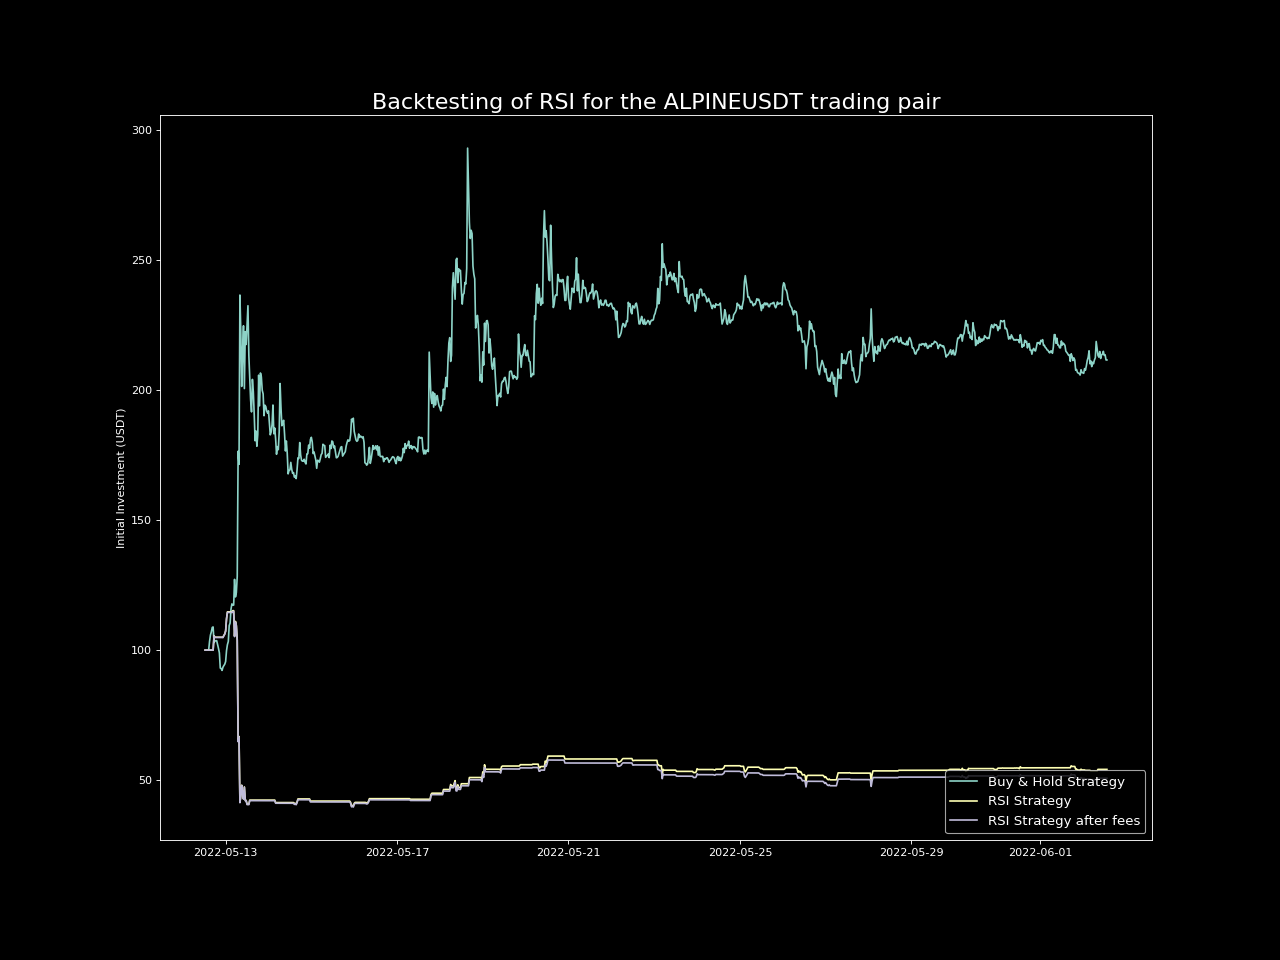 Backtesting of RSI for the ALPINEUSDT trading pair
300
250
200
150
100
50
Initial Investment (USDT)
2022-05-13
2022-05-17
2022-05-21
2022-05-25
2022-05-29
2022-06-01
Buy & Hold Strategy
RSI Strategy
RSI Strategy after fees